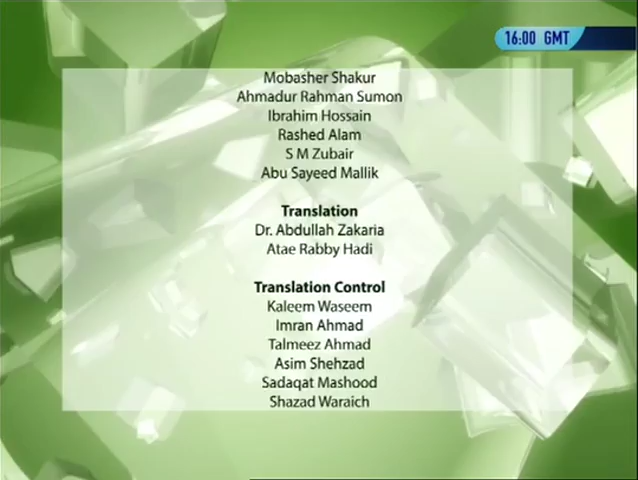 16:00 GMT
Mobasher Shakur
Ahmadur Rahman Sumon
Ibrahim Hossain
Rashed Alam
S M Zubair
Abu Sayeed Mallik
Translation
Dr. Abdullah Zakaria
Atae Rabby Hadi
Translation Control
Kaleem Waseem
Imran Ahmad
Talmeez Ahmad
Asim Shehzad
Sadaqat Mashood
Shazad Waraich